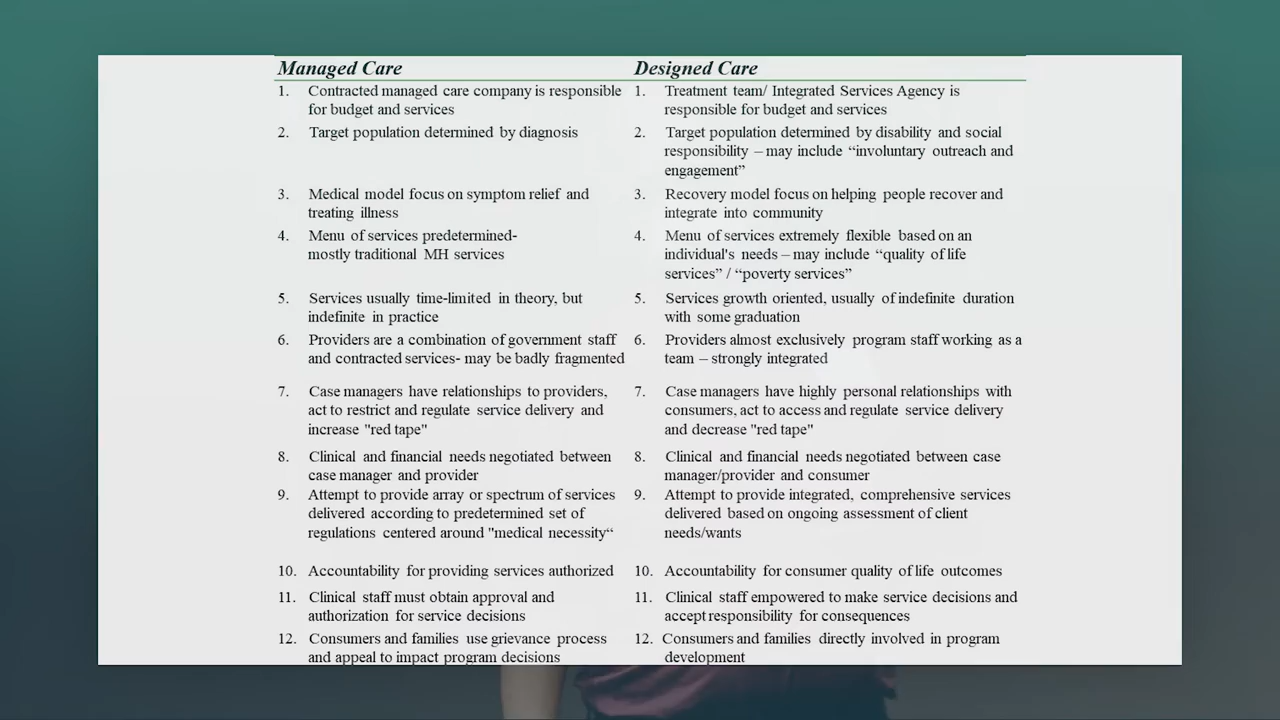 Managed Care
1. Contracted managed care company is responsible
for budget and services
2. Target population determined by diagnosis
3. Medical model focus on symptom relief and
treating illness
4. Menu of services predetermined-
mostly traditional MH services
5. Services usually time-limited in theory, but
indefinite in practice
6. Providers are a combination of government staff
and contracted services- may be badly fragmented
7. Case managers have relationships to providers,
act to restrict and regulate service delivery and
increase "red tape"
8. Clinical and financial needs negotiated between
case manager and provider
9. Attempt to provide array or spectrum of services
delivered according to predetermined set of
regulations centered around "medical necessity“
10. Accountability for providing services authorized
11. Clinical staff must obtain approval and
authorization for service decisions
12. Consumers and families use grievance process
and appeal to impact program decisions
Designed Care
1. Treatment team/ Integrated Services Agency is
responsible for budget and services
2. Target population determined by disability and social
responsibility – may include “involuntary outreach and
engagement”
3. Recovery model focus on helping people recover and
integrate into community
4. Menu of services extremely flexible based on an
individual's needs – may include “quality of life
services” / “poverty services”
5. Services growth oriented, usually of indefinite duration
with some graduation
6. Providers almost exclusively program staff working as a
team – strongly integrated
7. Case managers have highly personal relationships with
consumers, act to access and regulate service delivery
and decrease "red tape"
8. Clinical and financial needs negotiated between case
manager/provider and consumer
9. Attempt to provide integrated, comprehensive services
delivered based on ongoing assessment of client
needs/wants
10. Accountability for consumer quality of life outcomes
11. Clinical staff empowered to make service decisions and
accept responsibility for consequences
12. Consumers and families directly involved in program
development